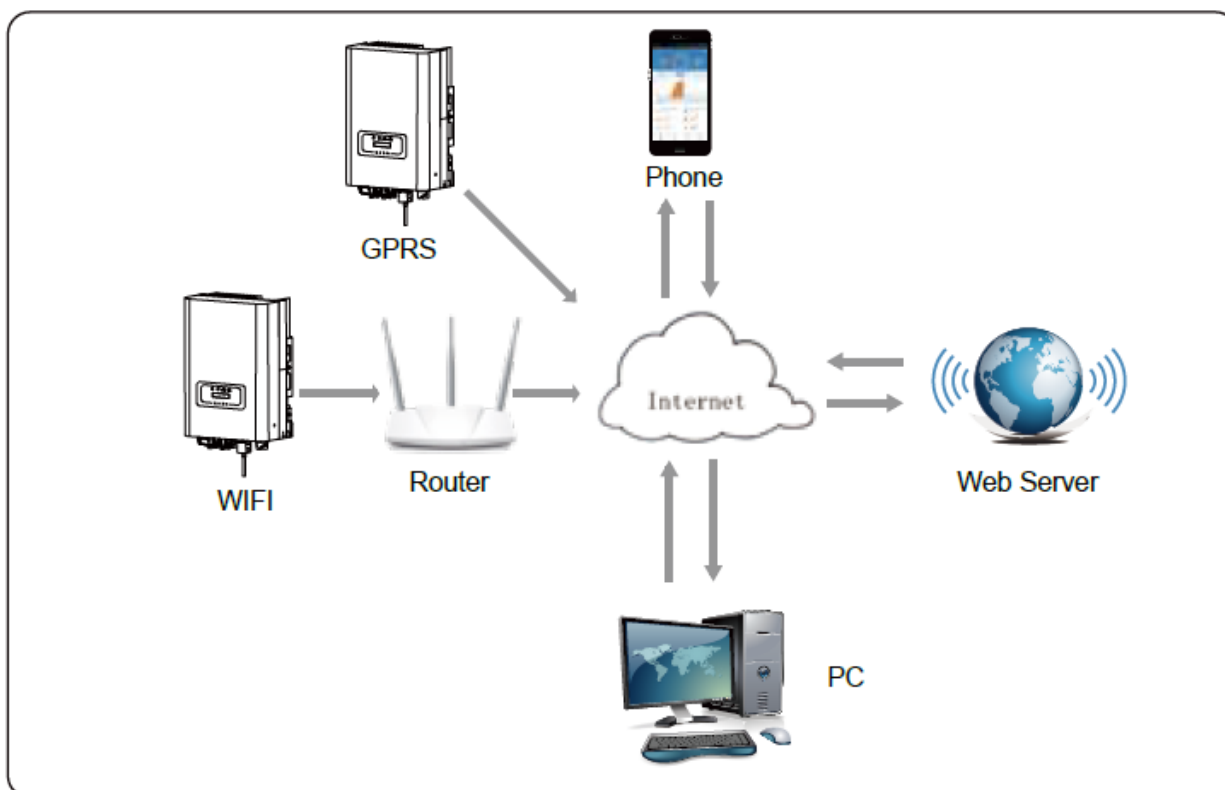 Phone
GPRS
Internet
WIFI
Router
Web Server
PC